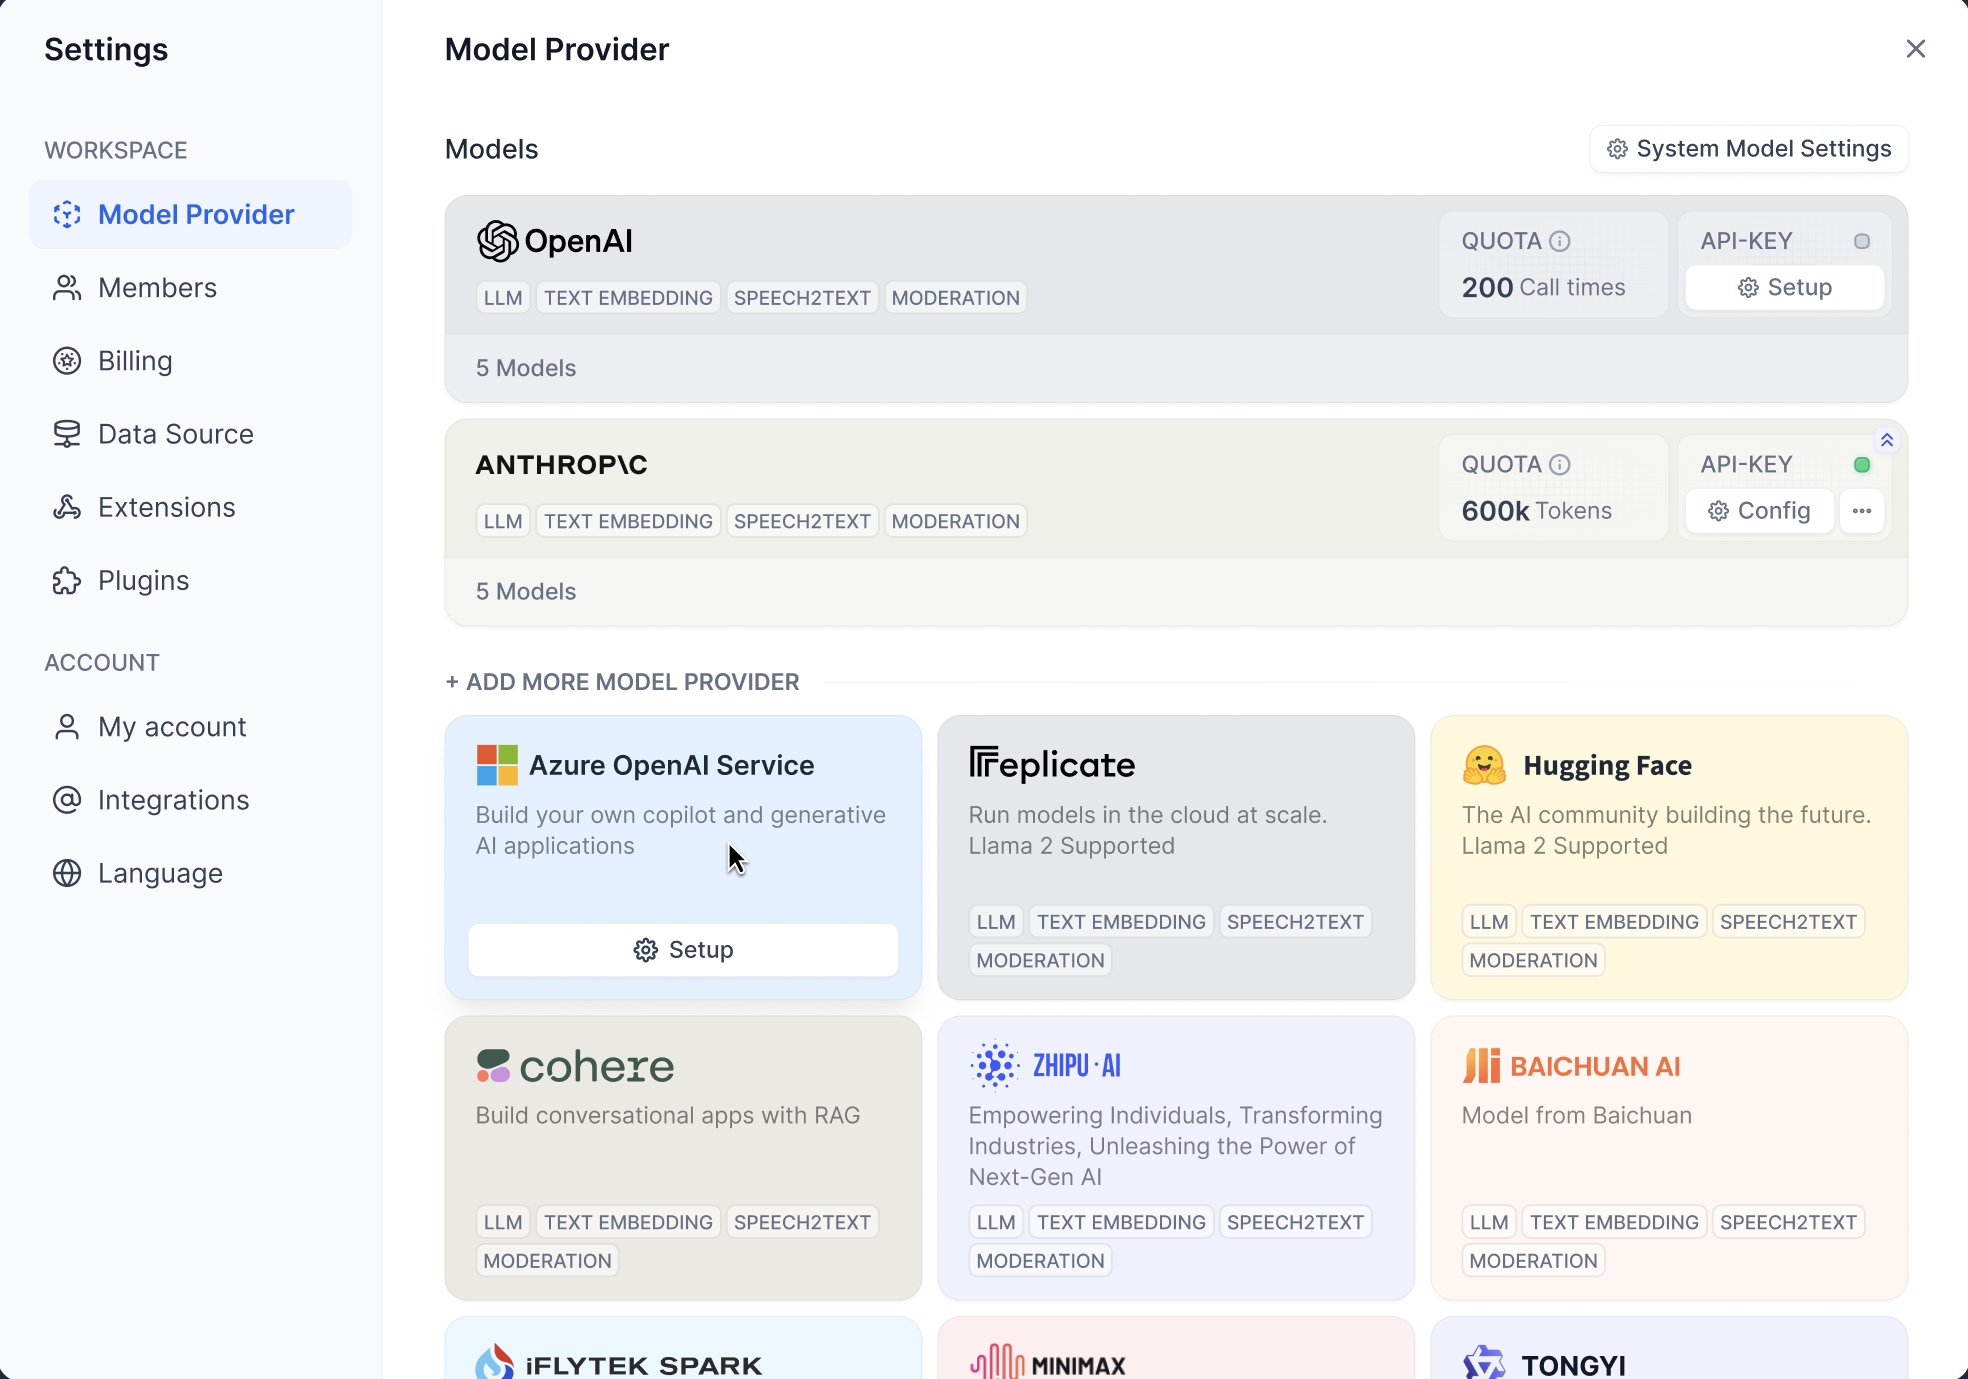 Settings
WORKSPACE
Model Provider
Members
Billing
Data Source
Extensions
Plugins
ACCOUNT
My account
Integrations
Language
Model Provider
Models
System Model Settings
OpenAI
LLM TEXT EMBEDDING SPEECH2TEXT MODERATION
QUOTA
200 Call times
API-KEY
Setup
5 Models
ANTHROP\C
LLM TEXT EMBEDDING SPEECH2TEXT MODERATION
QUOTA
600k Tokens
API-KEY
Config
5 Models
+ ADD MORE MODEL PROVIDER
Azure OpenAI Service
Build your own copilot and generative
AI applications
Setup
Replicate
Run models in the cloud at scale.
Llama 2 Supported
LLM TEXT EMBEDDING SPEECH2TEXT
MODERATION
Hugging Face
The AI community building the future.
Llama 2 Supported
LLM TEXT EMBEDDING SPEECH2TEXT
MODERATION
cohere
Build conversational apps with RAG
LLM TEXT EMBEDDING SPEECH2TEXT
MODERATION
ZHIPU·AI
Empowering Individuals, Transforming
Industries, Unleashing the Power of
Next-Gen AI
LLM TEXT EMBEDDING SPEECH2TEXT
MODERATION
BAICHUAN AI
Model from Baichuan
LLM TEXT EMBEDDING SPEECH2TEXT
MODERATION
iFLYTEK SPARK
MINIMAX
TONGYI